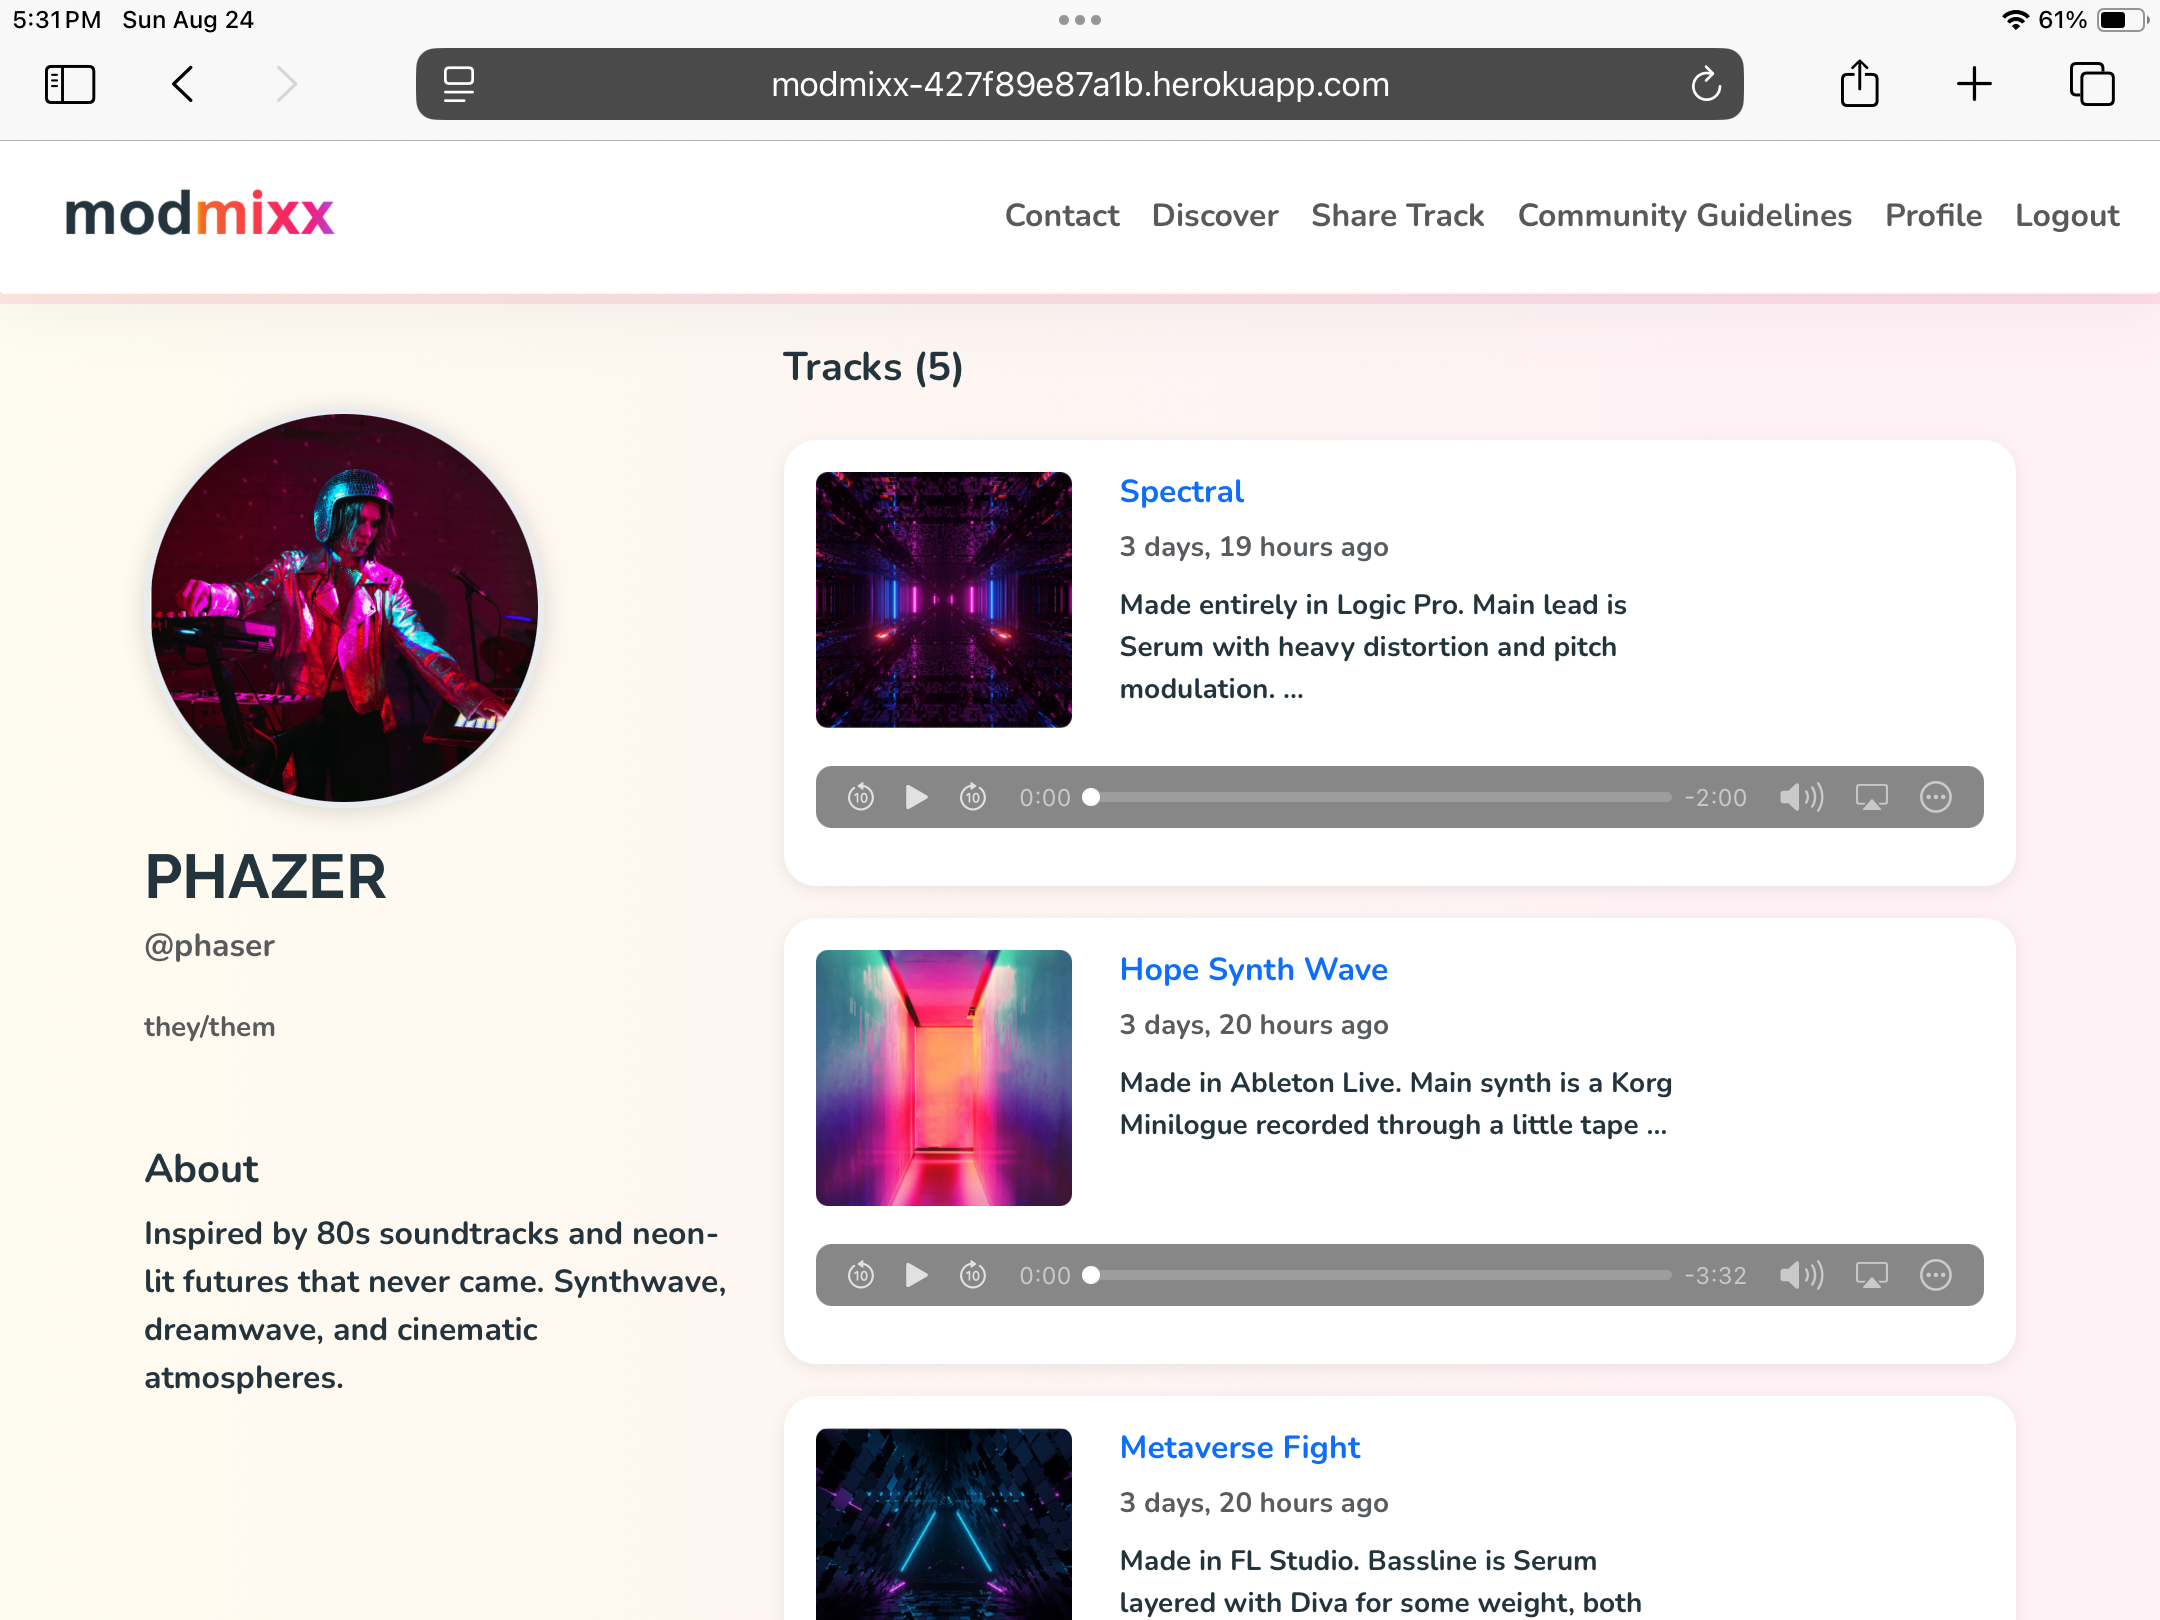 5:31 PM Sun Aug 24
61%
modmixx-427f89e87a1b.herokuapp.com
modmixx
Contact Discover Share Track Community Guidelines Profile Logout
PHAZER
@phaser
they/them
About
Inspired by 80s soundtracks and neon-
lit futures that never came. Synthwave,
dreamwave, and cinematic
atmospheres.
Tracks (5)
Spectral
3 days, 19 hours ago
Made entirely in Logic Pro. Main lead is
Serum with heavy distortion and pitch
modulation. ...
10 10 0:00 -2:00
Hope Synth Wave
3 days, 20 hours ago
Made in Ableton Live. Main synth is a Korg
Minilogue recorded through a little tape ...
10 10 0:00 -3:32
Metaverse Fight
3 days, 20 hours ago
Made in FL Studio. Bassline is Serum
layered with Diva for some weight, both